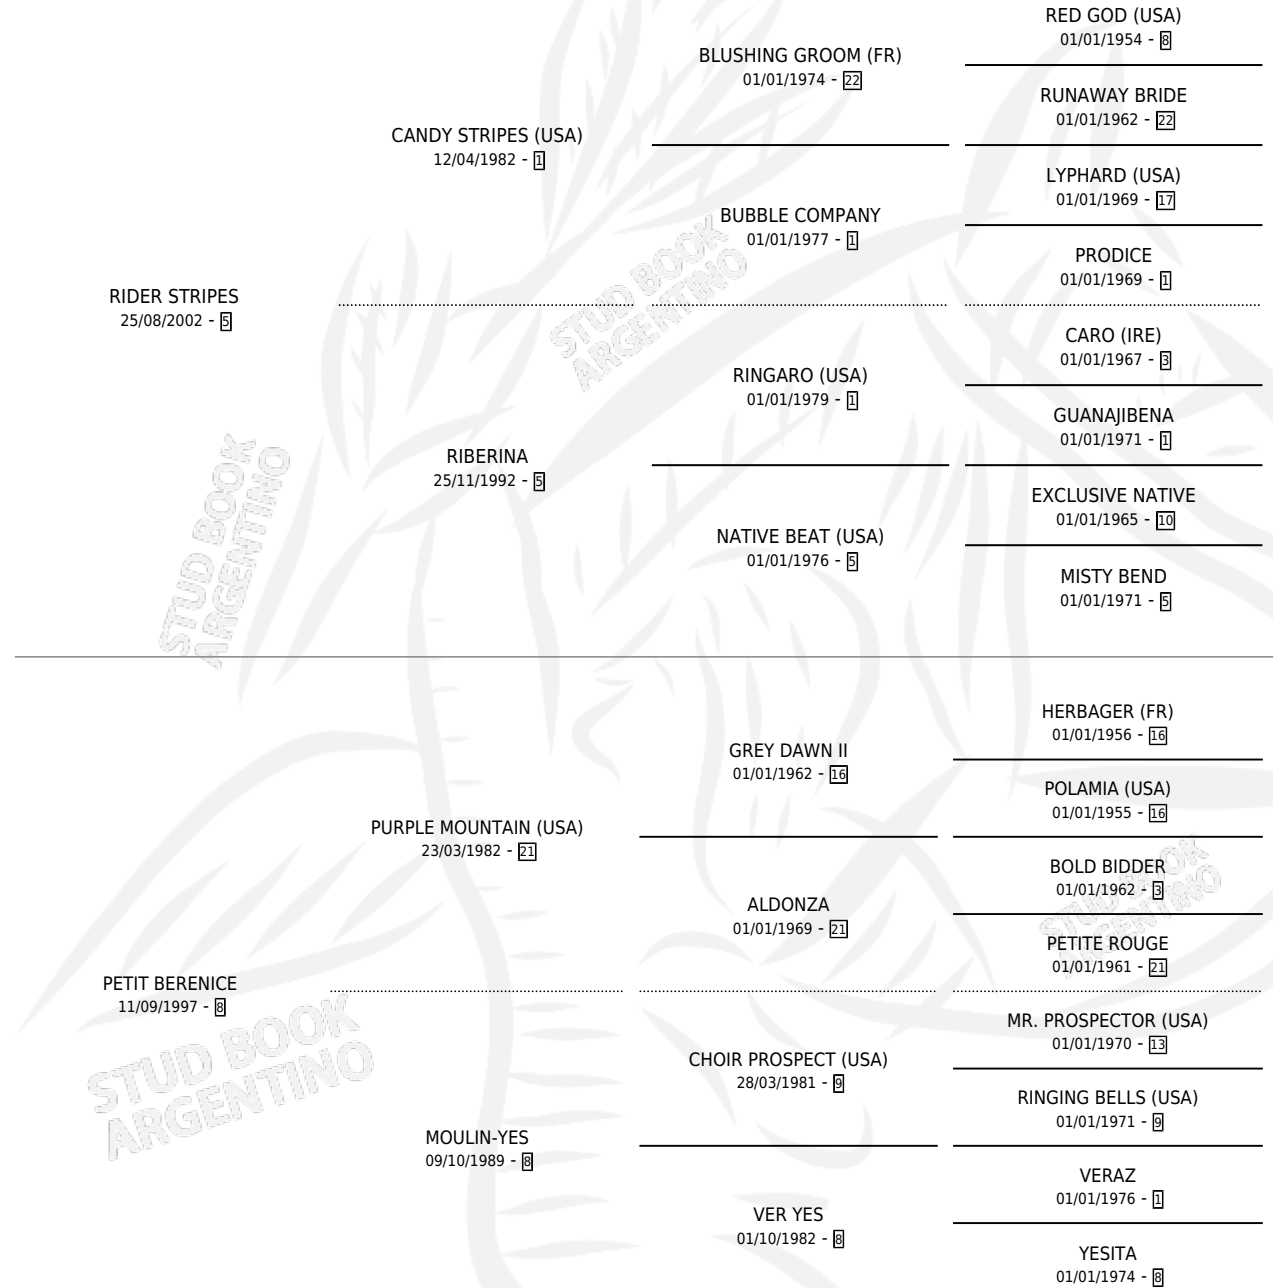 RED GOD (USA)
01/01/1954 - 8
BLUSHING GROOM (FR)
01/01/1974 - 22
RUNAWAY BRIDE
01/01/1962 - 22
CANDY STRIPES (USA)
12/04/1982 - 1
LYPHARD (USA)
01/01/1969 - 17
BUBBLE COMPANY
01/01/1977 - 1
PRODICE
01/01/1969 - 1
RIDER STRIPES
25/08/2002 - 5
STUD BOOK
ARGENTINO
CARO (IRE)
01/01/1967 - 3
RINGARO (USA)
01/01/1979 - 1
GUANAJIBENA
01/01/1971 - 1
RIBERINA
25/11/1992 - 5
EXCLUSIVE NATIVE
01/01/1965 - 10
NATIVE BEAT (USA)
01/01/1976 - 5
MISTY BEND
01/01/1971 - 5
STUD BOOK
ARGENTINO
HERBAGER (FR)
01/01/1956 - 16
GREY DAWN II
01/01/1962 - 16
POLAMIA (USA)
01/01/1955 - 16
PURPLE MOUNTAIN (USA)
23/03/1982 - 21
BOLD BIDDER
01/01/1962 - 3
ALDONZA
01/01/1969 - 21
STUD BOOK
ARGENTINO
PETITE ROUGE
01/01/1961 - 21
PETIT BERENICE
11/09/1997 - 8
MR. PROSPECTOR (USA)
01/01/1970 - 13
CHOIR PROSPECT (USA)
28/03/1981 - 9
STUD BOOK
ARGENTINO
RINGING BELLS (USA)
01/01/1971 - 9
MOULIN-YES
09/10/1989 - 8
VERAZ
01/01/1976 - 1
VER YES
01/10/1982 - 8
YESITA
01/01/1974 - 8